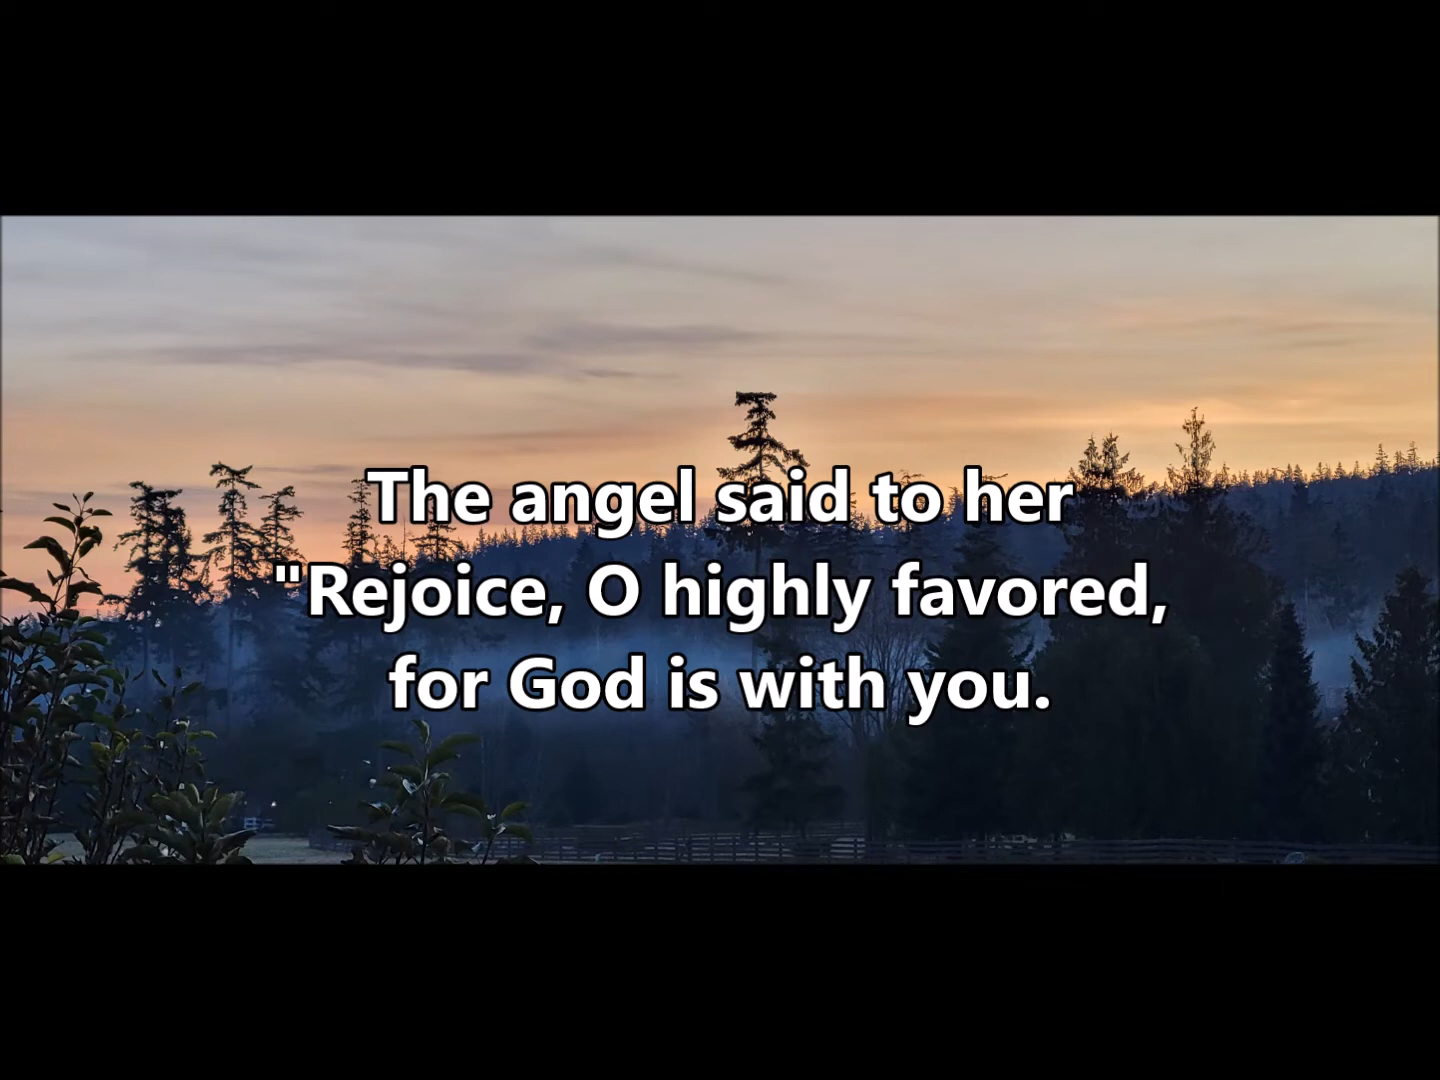 The angel said to her
"Rejoice, O highly favored,
for God is with you.